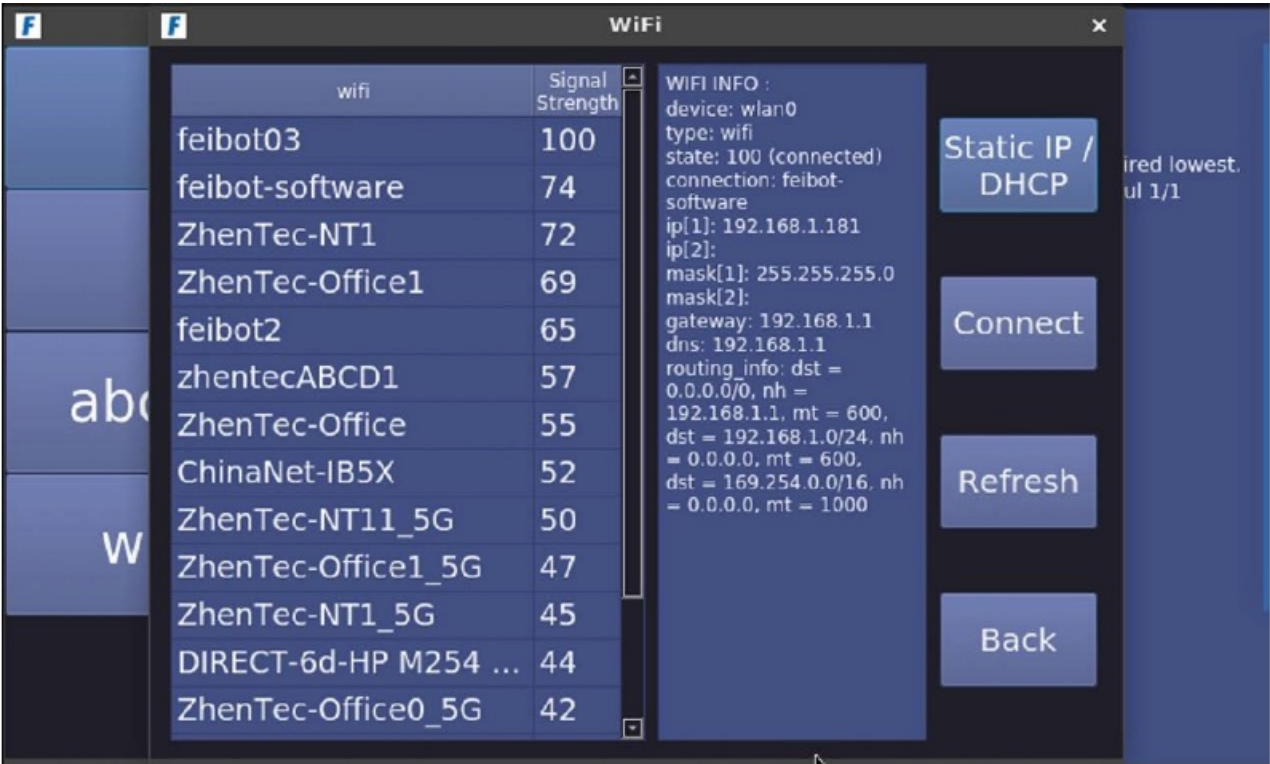 F
F
WiFi
×
wifi
Signal
Strength
feibot03 100
feibot-software 74
ZhenTec-NT1 72
ZhenTec-Office1 69
feibot2 65
zhentecABCD1 57
ZhenTec-Office 55
ChinaNet-IB5X 52
ZhenTec-NT11_5G 50
ZhenTec-Office1_5G 47
ZhenTec-NT1_5G 45
DIRECT-6d-HP M254 ... 44
ZhenTec-Office0_5G 42
WIFI INFO :
device: wlan0
type: wifi
state: 100 (connected)
connection: feibot-
software
ip[1]: 192.168.1.181
ip[2]:
mask[1]: 255.255.255.0
mask[2]:
gateway: 192.168.1.1
dns: 192.168.1.1
routing_info: dst =
0.0.0.0/0, nh =
192.168.1.1, mt = 600,
dst = 192.168.1.0/24, nh
= 0.0.0.0, mt = 600,
dst = 169.254.0.0/16, nh
= 0.0.0.0, mt = 1000
Static IP /
DHCP
Connect
Refresh
Back
ired lowest.
ul 1/1